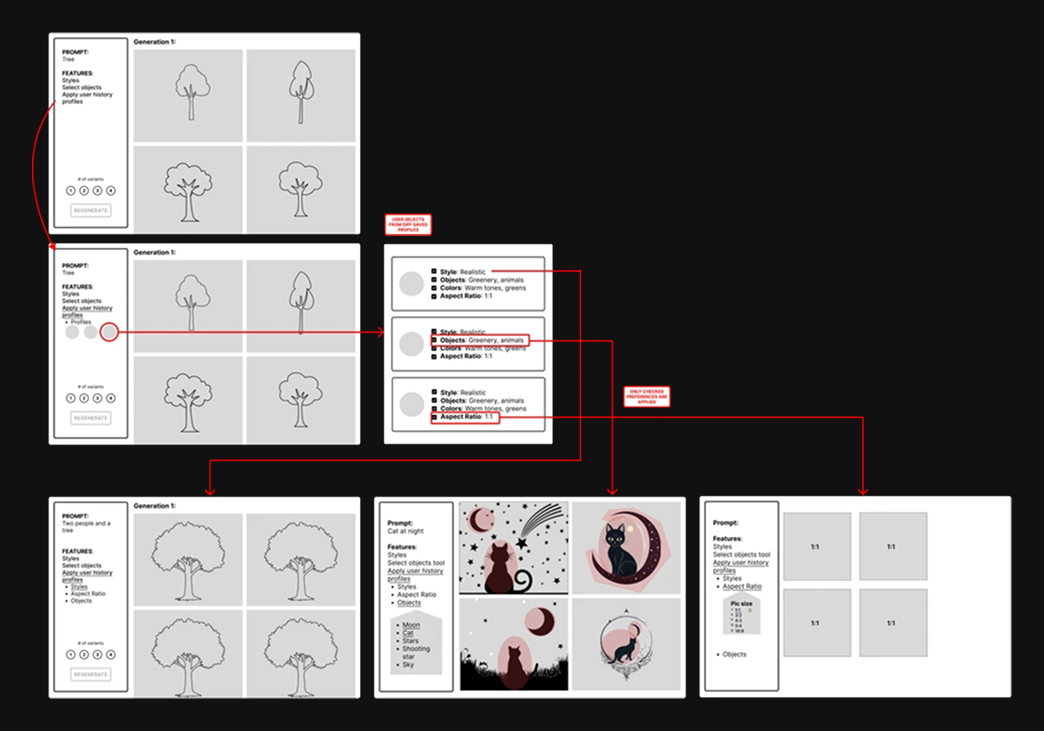 Generation 1:
PROMPT:
Tree
FEATURES:
Styles
Select objects
Apply user history
profiles
# of variants
1 2 3 4
REGENERATE
USER SELECTS
FROM DIFF SAVED
PROFILES
Generation 1:
PROMPT:
Tree
FEATURES:
Styles
Select objects
Apply user history
profiles
• Profiles
# of variants
1 2 3 4
REGENERATE
Style: Realistic
Objects: Greenery, animals
Colors: Warm tones, greens
Aspect Ratio: 1:1
Style: Realistic
Objects: Greenery, animals
Colors: Warm tones, greens
Aspect Ratio: 1:1
Style: Realistic
Objects: Greenery, animals
Colors: Warm tones, greens
Aspect Ratio: 1:1
ONLY CHECKED
PREFERENCES ARE
APPLIED
Generation 1:
PROMPT:
Two people and a
tree
FEATURES:
Styles
Select objects
Apply user history
profiles
• Styles
• Aspect Ratio
• Objects
# of variants
1 2 3 4
REGENERATE
Prompt:
Cat at night
Features:
Styles
Select objects tool
Apply user history
profiles
• Styles
• Aspect Ratio
• Objects
• Moon
• Cat
• Stars
• Shooting
star
• Sky
Prompt:
Features:
Styles
Select objects tool
Apply user history
profiles
• Styles
• Aspect Ratio
Pic size
1:1
3:2
4:3
5:4
16:9
• Objects
1:1
1:1
1:1
1:1